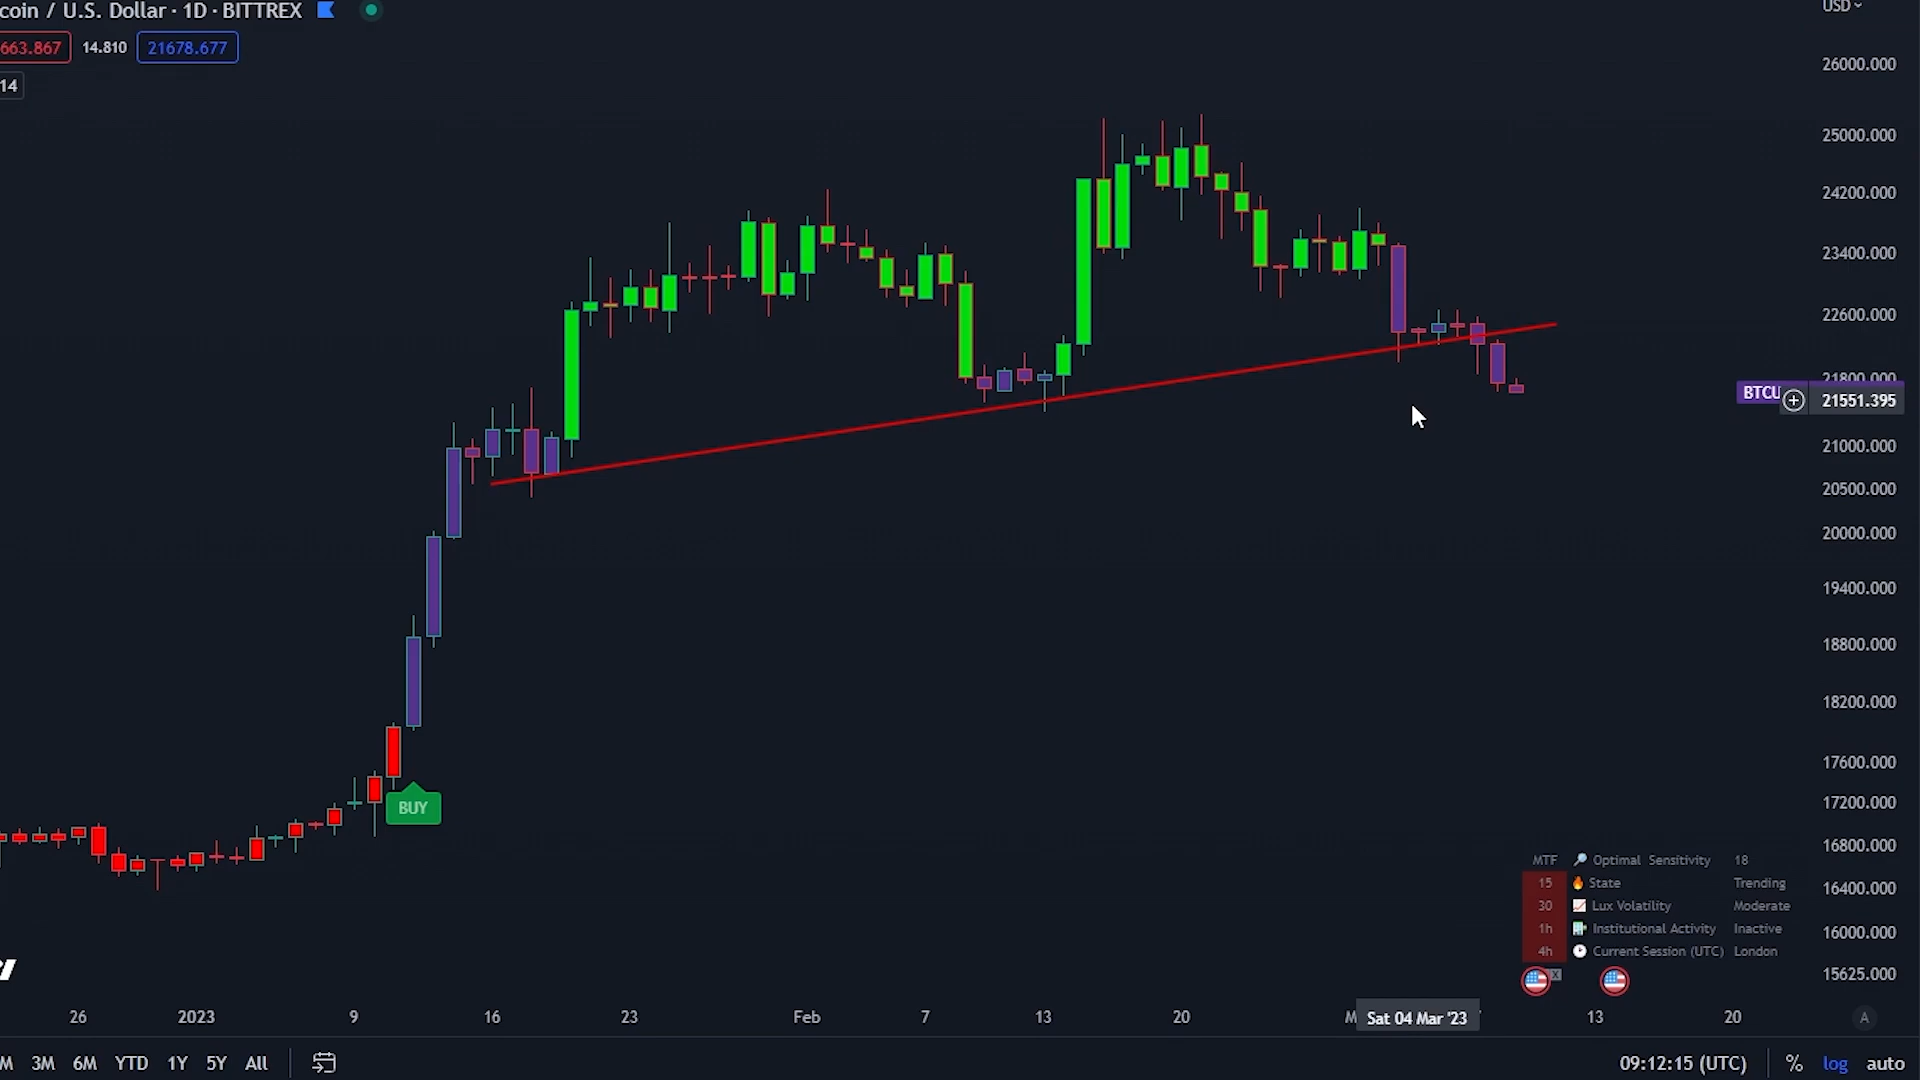 coin / U.S. Dollar · 1D · BITTREX
USD
663.867 14.810 21678.677
14
26000.000
25000.000
24200.000
23400.000
22600.000
21800.000
BTCU
21551.395
21000.000
20500.000
20000.000
19400.000
18800.000
18200.000
17600.000
BUY
17200.000
16800.000
16400.000
16000.000
15625.000
MTF Optimal Sensitivity 18
15 State Trending
30 Lux Volatility Moderate
1h Institutional Activity Inactive
4h Current Session (UTC) London
26 2023 9 16 23 Feb 7 13 20 M Sat 04 Mar '23 13 20 A
M 3M 6M YTD 1Y 5Y All 09:12:15 (UTC) % log auto